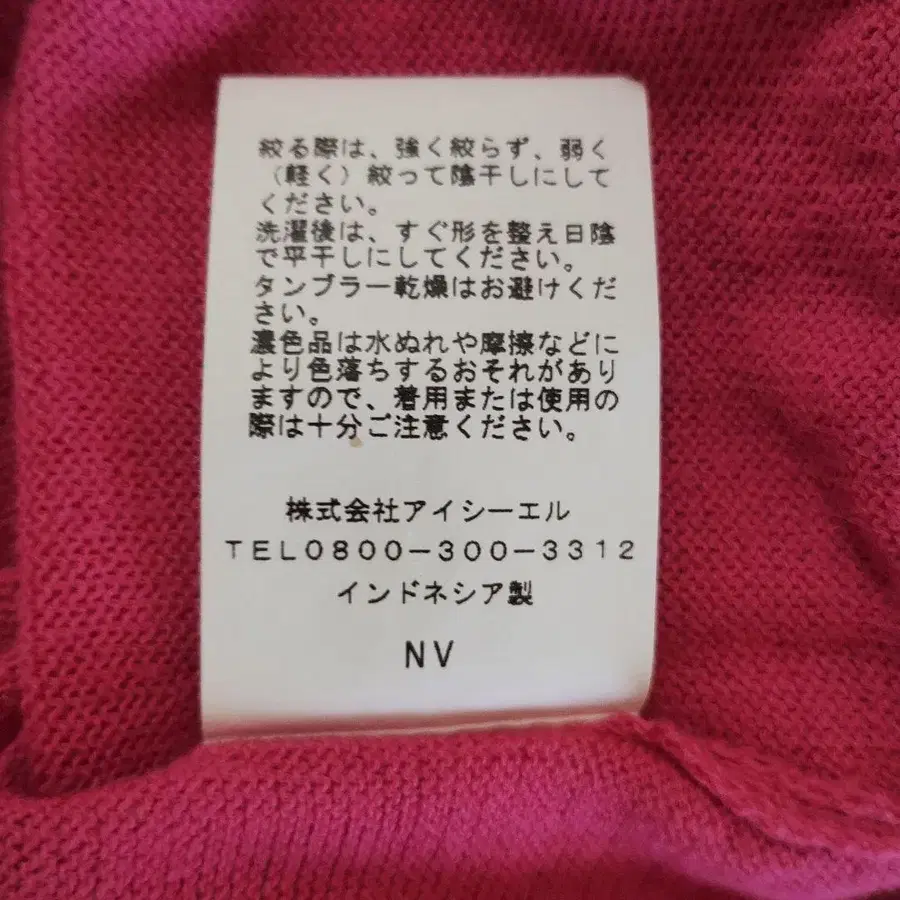 絞る際は、強く絞らず、弱く
（軽く）絞って陰干しにして
ください。
洗濯後は、すぐ形を整え日陰
で平干しにしてください。
タンブラー乾燥はお避けくだ
さい。
濃色品は水ぬれや摩擦などに
より色落ちするおそれがあり
ますので、着用または使用の
際は十分ご注意ください。
株式会社アイシーエル
TEL0800-300-3312
インドネシア製
NV